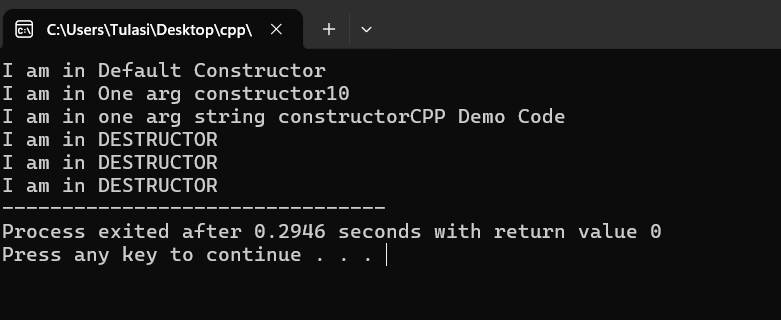 C:\Users\Tulasi\Desktop\cpp\
I am in Default Constructor
I am in One arg constructor10
I am in one arg string constructorCPP Demo Code
I am in DESTRUCTOR
I am in DESTRUCTOR
I am in DESTRUCTOR
--------------------------------
Process exited after 0.2946 seconds with return value 0
Press any key to continue . . .